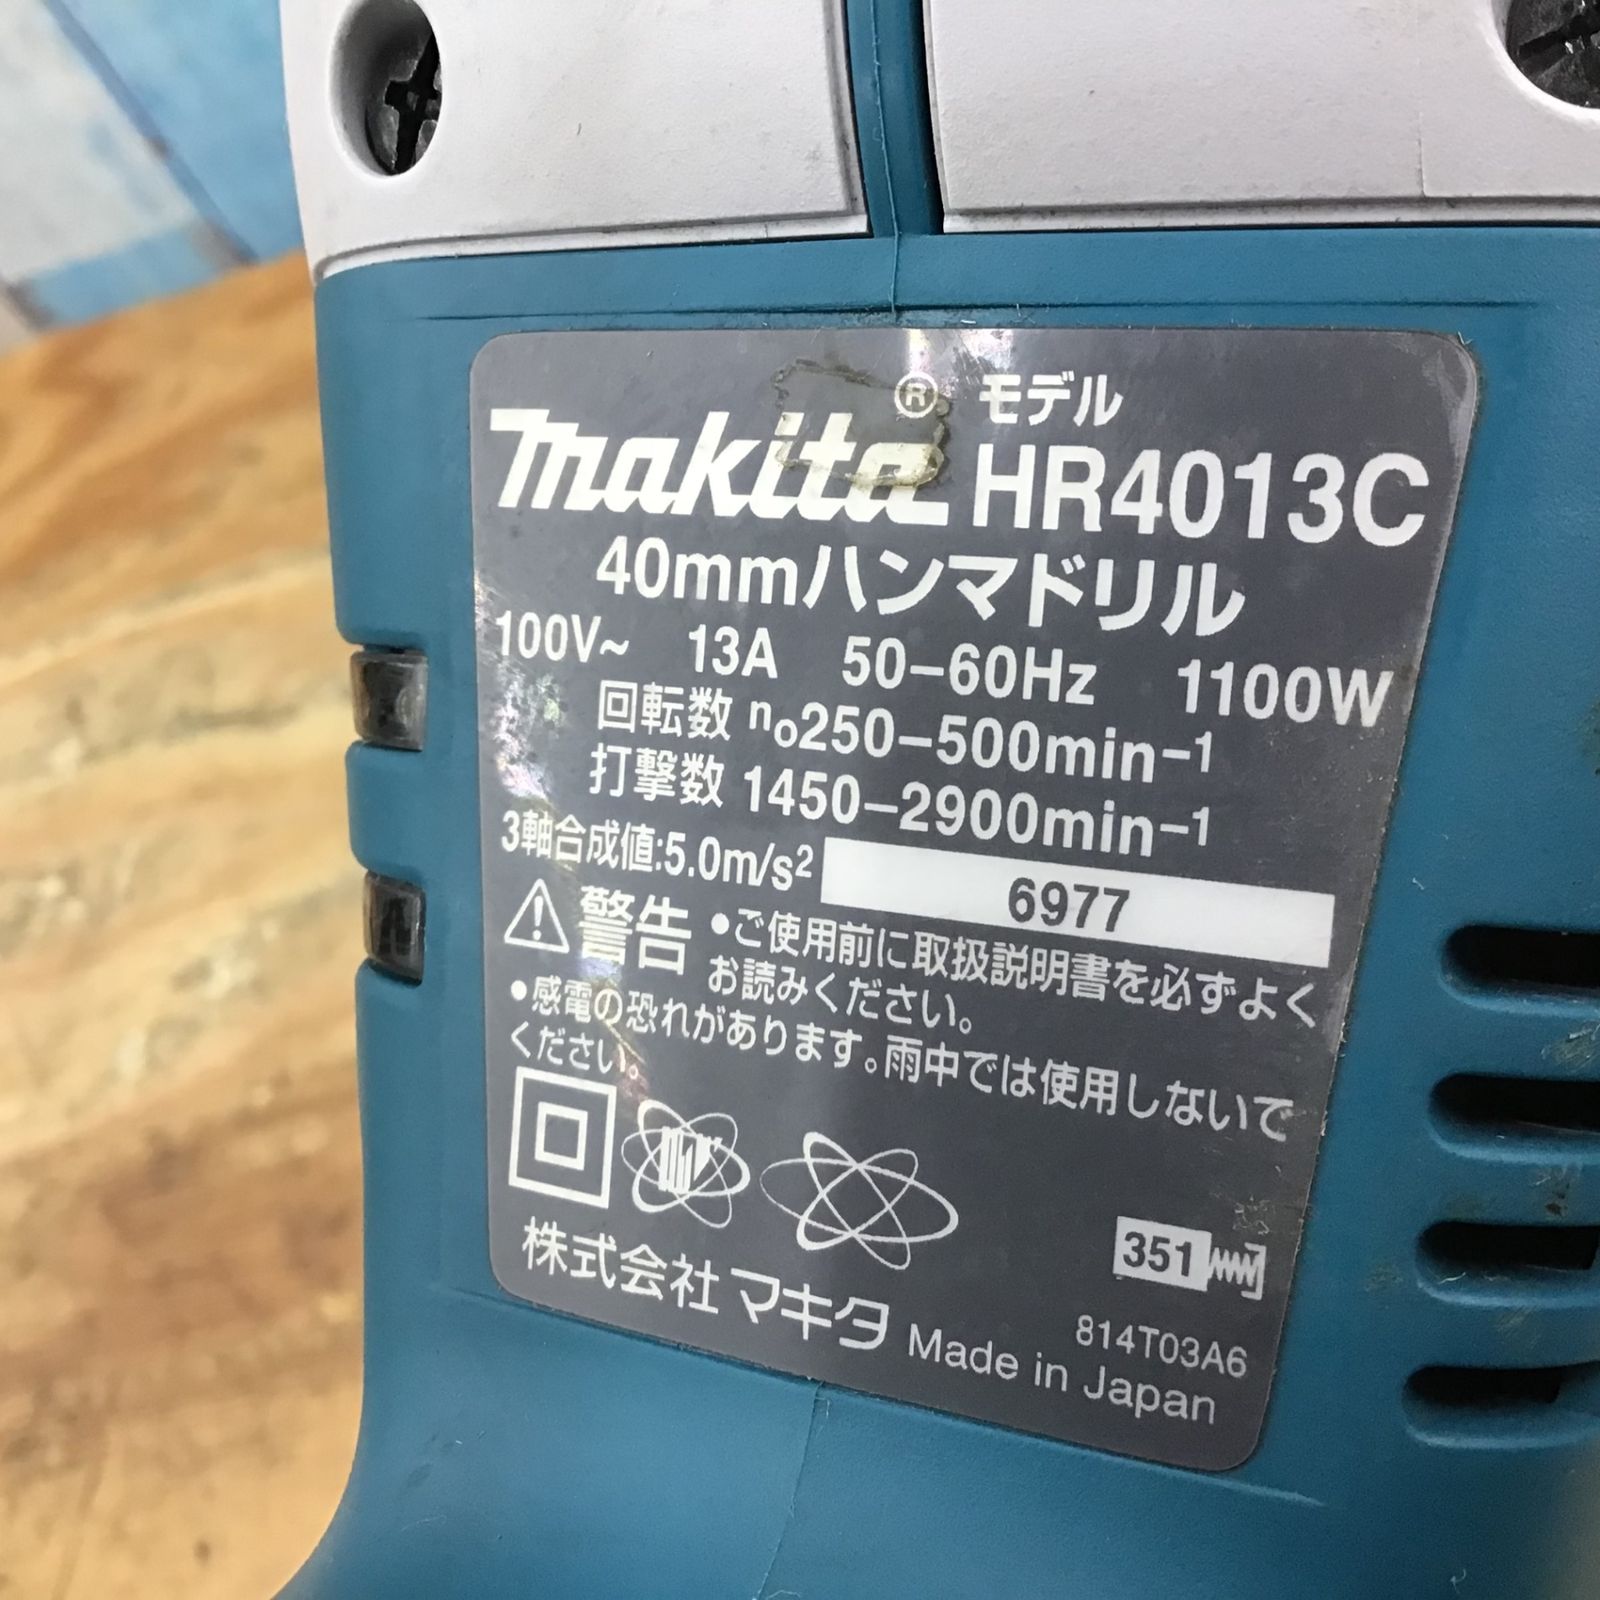 makita® モデル HR4013C
40mmハンマドリル
100V~ 13A 50-60Hz 1100W
回転数 no250-500min-1
打撃数 1450-2900min-1
3軸合成値:5.0m/s2 6977
警告 •ご使用前に取扱説明書を必ずよく
お読みください。
•感電の恐れがあります。雨中では使用しないで
ください。
351
株式会社 マキタ Made in Japan
814T03A6